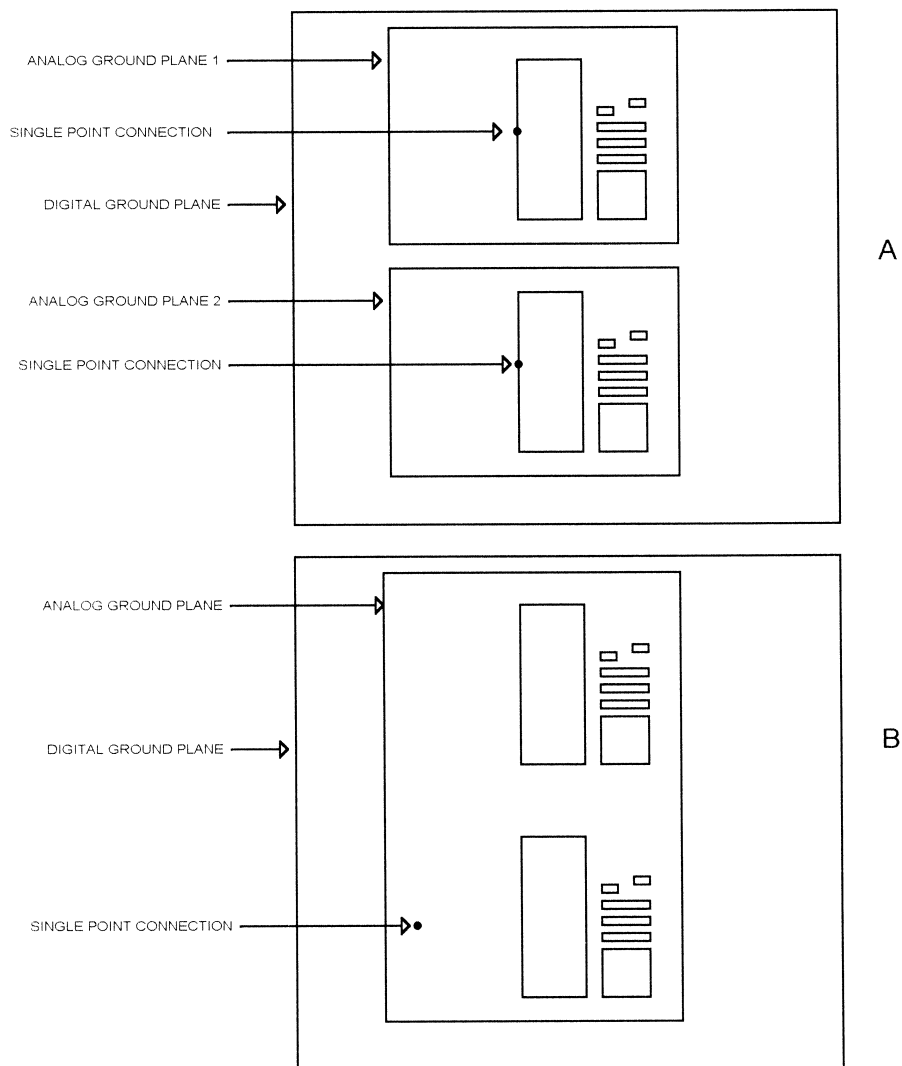 ANALOG GROUND PLANE 1
SINGLE POINT CONNECTION
DIGITAL GROUND PLANE
A
ANALOG GROUND PLANE 2
SINGLE POINT CONNECTION
ANALOG GROUND PLANE
B
DIGITAL GROUND PLANE
SINGLE POINT CONNECTION